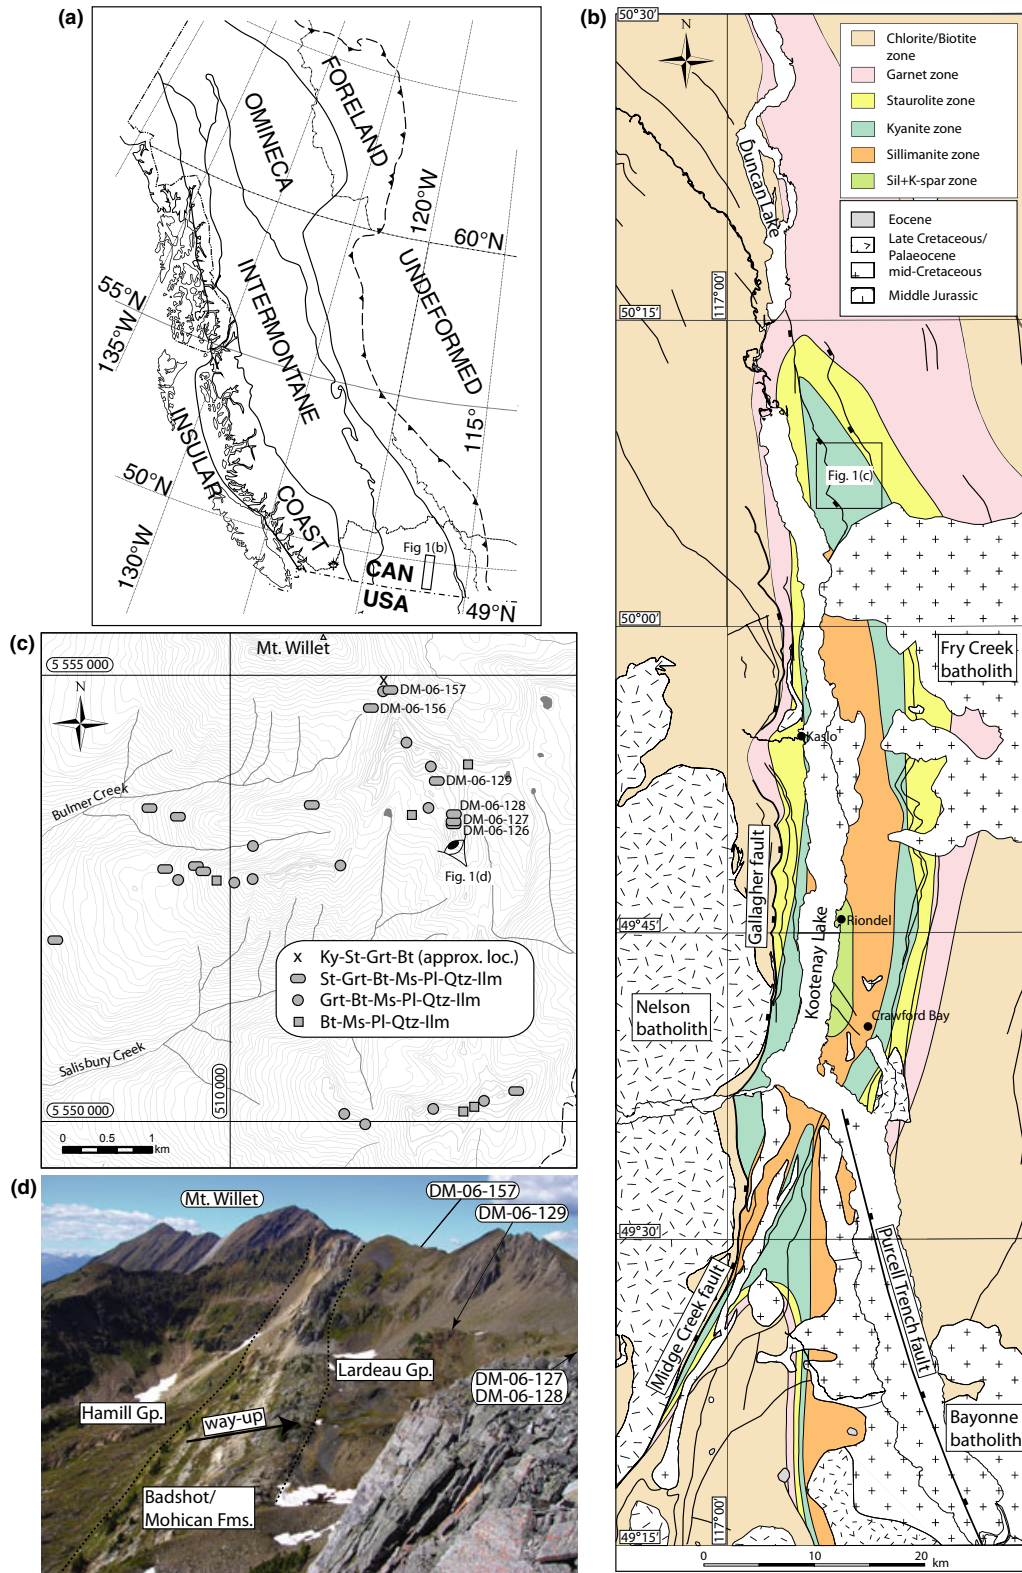 (a)
FORELAND
OMINECA
120°W
60°N
UNDEFORMED
INTERMONTANE
55°N
135°W
115°
INSULAR
COAST
50°N
130°W
Fig 1(b)
CAN
USA
49°N
(b)
50°30′
Chlorite/Biotite
zone
Garnet zone
Staurolite zone
Kyanite zone
Sillimanite zone
Sil+K-spar zone
Eocene
Late Cretaceous/
Palaeocene
mid-Cretaceous
Middle Jurassic
N
Duncan Lake
117°00′
50°15′
Fig. 1(c)
50°00′
Fry Creek
batholith
Kaslo
Gallagher fault
Kootenay Lake
Riondel
49°45′
Nelson
batholith
Crawford Bay
49°30′
Midge Creek fault
Purcell Trench fault
Bayonne
batholith
49°15′
117°00′
0 10 20
km
(c)
Mt. Willet
5 555 000
N
x
DM-06-157
DM-06-156
DM-06-129
DM-06-128
DM-06-127
DM-06-126
Bulmer Creek
Fig. 1(d)
x Ky-St-Grt-Bt (approx. loc.)
St-Grt-Bt-Ms-Pl-Qtz-Ilm
Grt-Bt-Ms-Pl-Qtz-Ilm
Bt-Ms-Pl-Qtz-Ilm
Salisbury Creek
510 000
5 550 000
0 0.5 1
km
(d)
Mt. Willet
DM-06-157
DM-06-129
Lardeau Gp.
DM-06-127
DM-06-128
Hamill Gp.
way-up
Badshot/
Mohican Fms.